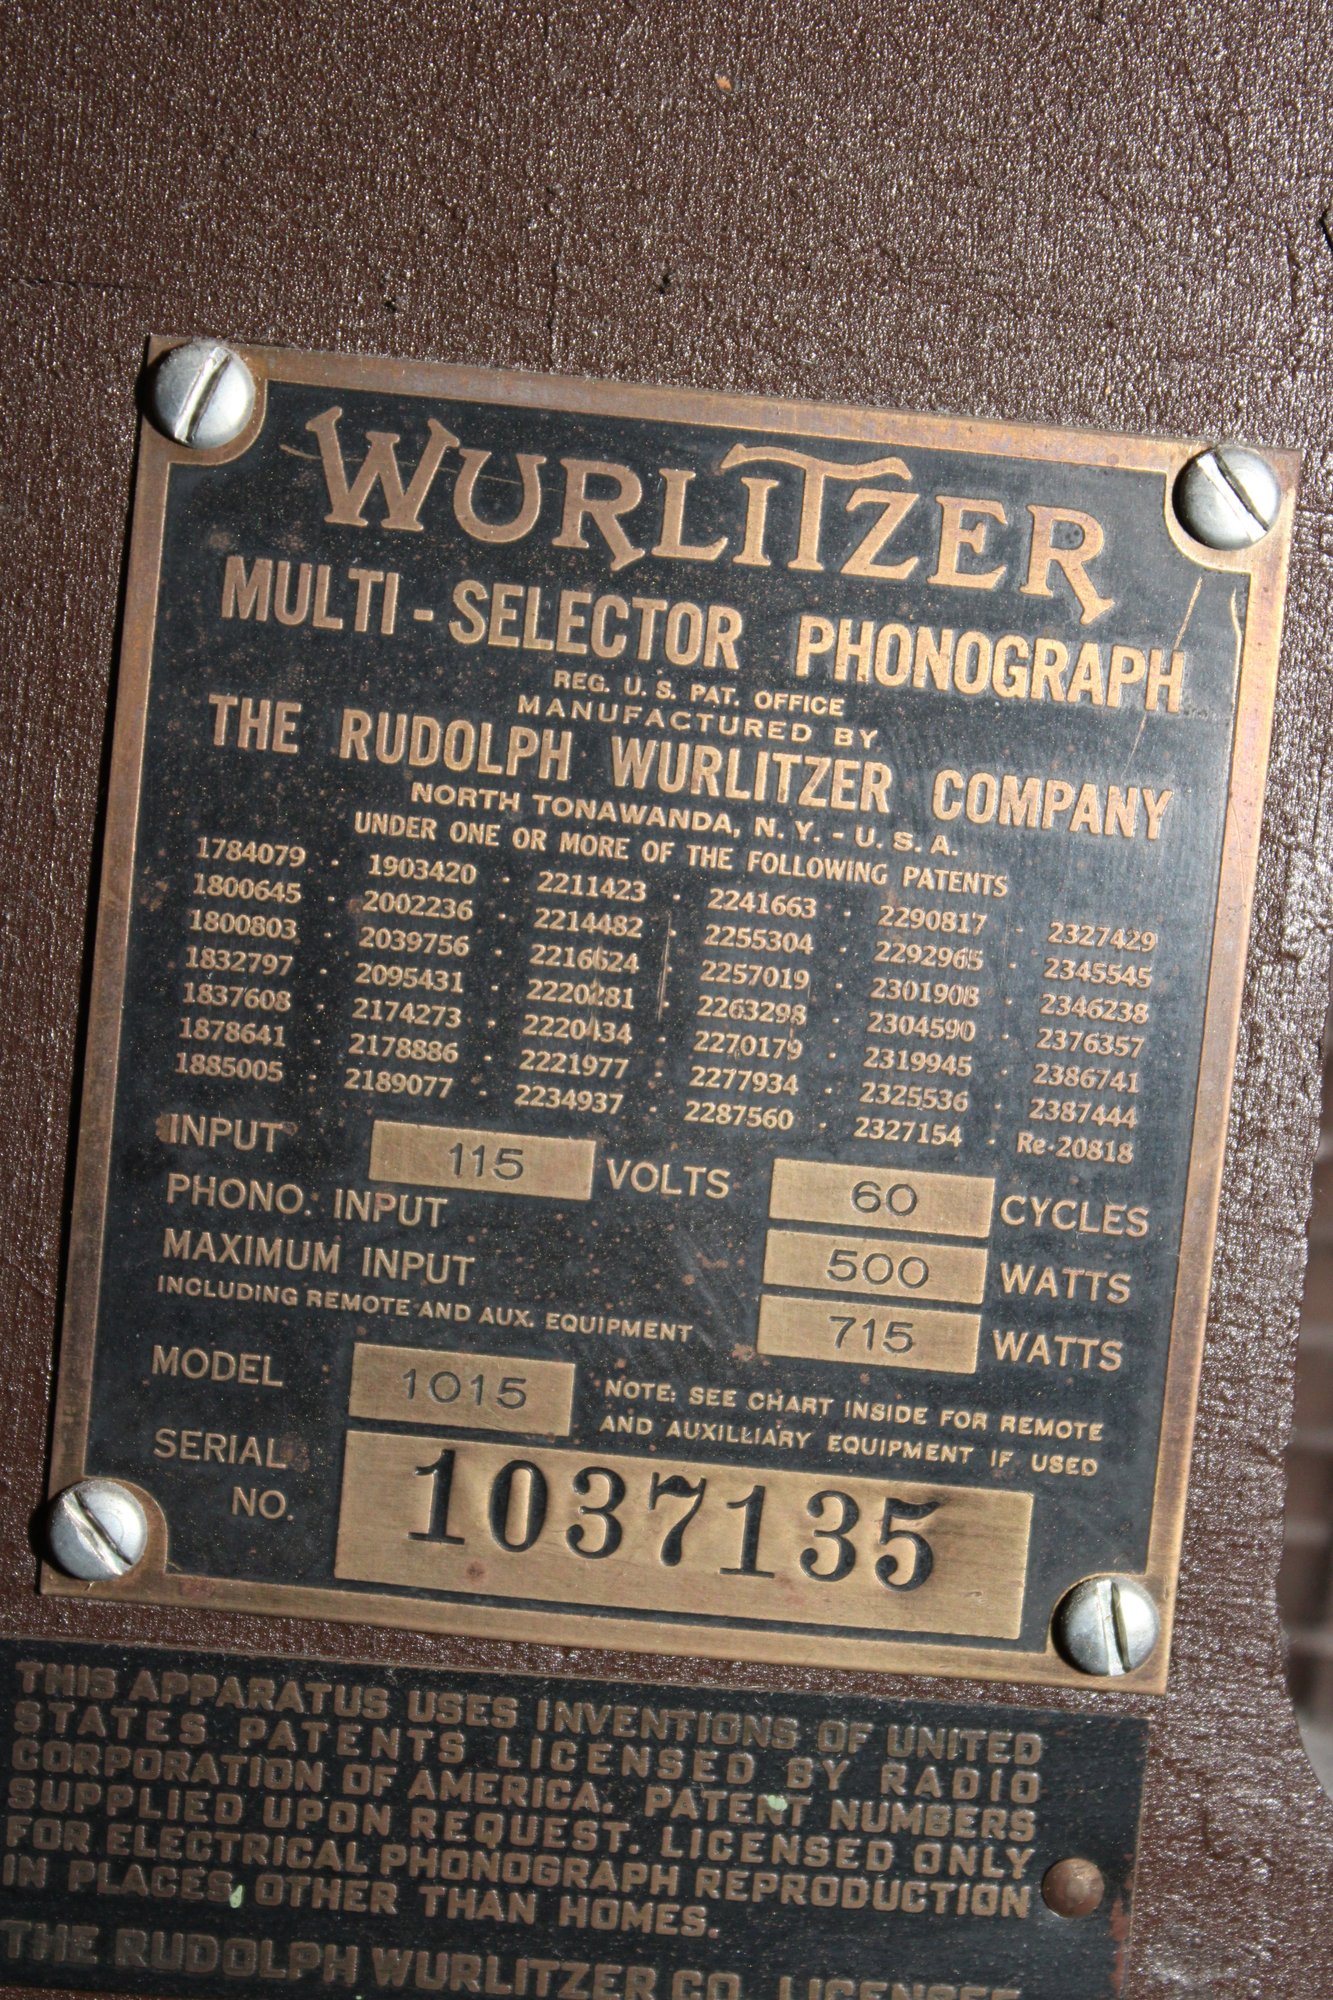 WURLITZER
MULTI-SELECTOR PHONOGRAPH
REG. U. S. PAT. OFFICE
MANUFACTURED BY
THE RUDOLPH WURLITZER COMPANY
NORTH TONAWANDA, N. Y. - U. S. A.
UNDER ONE OR MORE OF THE FOLLOWING PATENTS
1784079 · 1903420 · 2211423 · 2241663 · 2290817 · 2327429
1800645 · 2002236 · 2214482 · 2255304 · 2292965 · 2345545
1800803 · 2039756 · 2216624 · 2257019 · 2301908 · 2346238
1832797 · 2095431 · 2220281 · 2263298 · 2304590 · 2376357
1837608 · 2174273 · 2220434 · 2270179 · 2319945 · 2386741
1878641 · 2178886 · 2221977 · 2277934 · 2325536 · 2387444
1885005 · 2189077 · 2234937 · 2287560 · 2327154 · Re·20818
INPUT 115 VOLTS 60 CYCLES
PHONO. INPUT 500 WATTS
MAXIMUM INPUT 715 WATTS
INCLUDING REMOTE AND AUX. EQUIPMENT
MODEL 1015 NOTE: SEE CHART INSIDE FOR REMOTE
AND AUXILLIARY EQUIPMENT IF USED
SERIAL NO. 1037135
THIS APPARATUS USES INVENTIONS OF UNITED
STATES PATENTS LICENSED BY RADIO
CORPORATION OF AMERICA. PATENT NUMBERS
SUPPLIED UPON REQUEST. LICENSED ONLY
FOR ELECTRICAL PHONOGRAPH REPRODUCTION
IN PLACES OTHER THAN HOMES.
THE RUDOLPH WURLITZER CO. LICENSEE